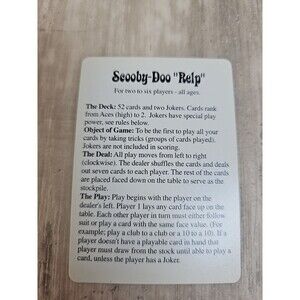 Scooby-Doo "Relp"
For two to six players - all ages.
The Deck: 52 cards and two Jokers. Cards rank
from Aces (high) to 2. Jokers have special play
power, see rules below.
Object of Game: To be the first to play all your
cards by taking tricks (groups of cards played).
Jokers are not included in scoring.
The Deal: All play moves from left to right
(clockwise). The dealer shuffles the cards and deals
out seven cards to each player. The rest of the cards
are placed faced down on the table to serve as the
stockpile.
The Play: Play begins with the player on the
dealer's left. Player 1 lays any card face up on the
table. Each other player in turn must either follow
suit or play a card with the same face value. (For
example; play a club to a club or a 10 to a 10). If a
player doesn't have a playable card in hand that
player must draw from the stock until able to play a
card, unless the player has a Joker.